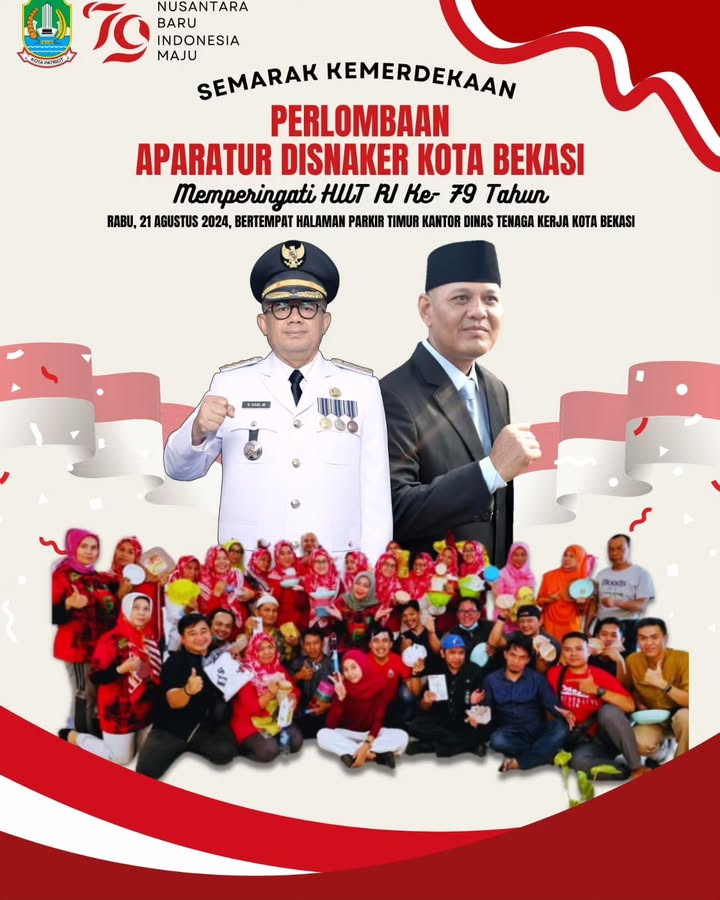 KOTA PATRIOT
79
NUSANTARA
BARU
INDONESIA
MAJU
SEMARAK KEMERDEKAAN
PERLOMBAAN
APARATUR DISNAKER KOTA BEKASI
Memperingati HUT RI Ke- 79 Tahun
RABU, 21 AGUSTUS 2024, BERTEMPAT HALAMAN PARKIR TIMUR KANTOR DINAS TENAGA KERJA KOTA BEKASI